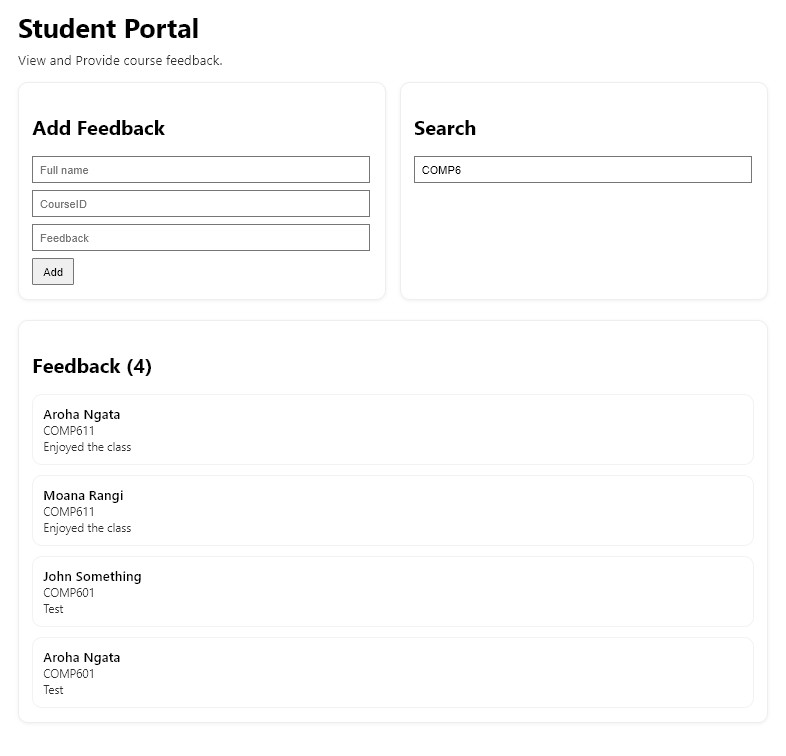 Student Portal
View and Provide course feedback.
Add Feedback
Full name
CourseID
Feedback
Add
Search
COMP6
Feedback (4)
Aroha Ngata
COMP611
Enjoyed the class
Moana Rangi
COMP611
Enjoyed the class
John Something
COMP601
Test
Aroha Ngata
COMP601
Test